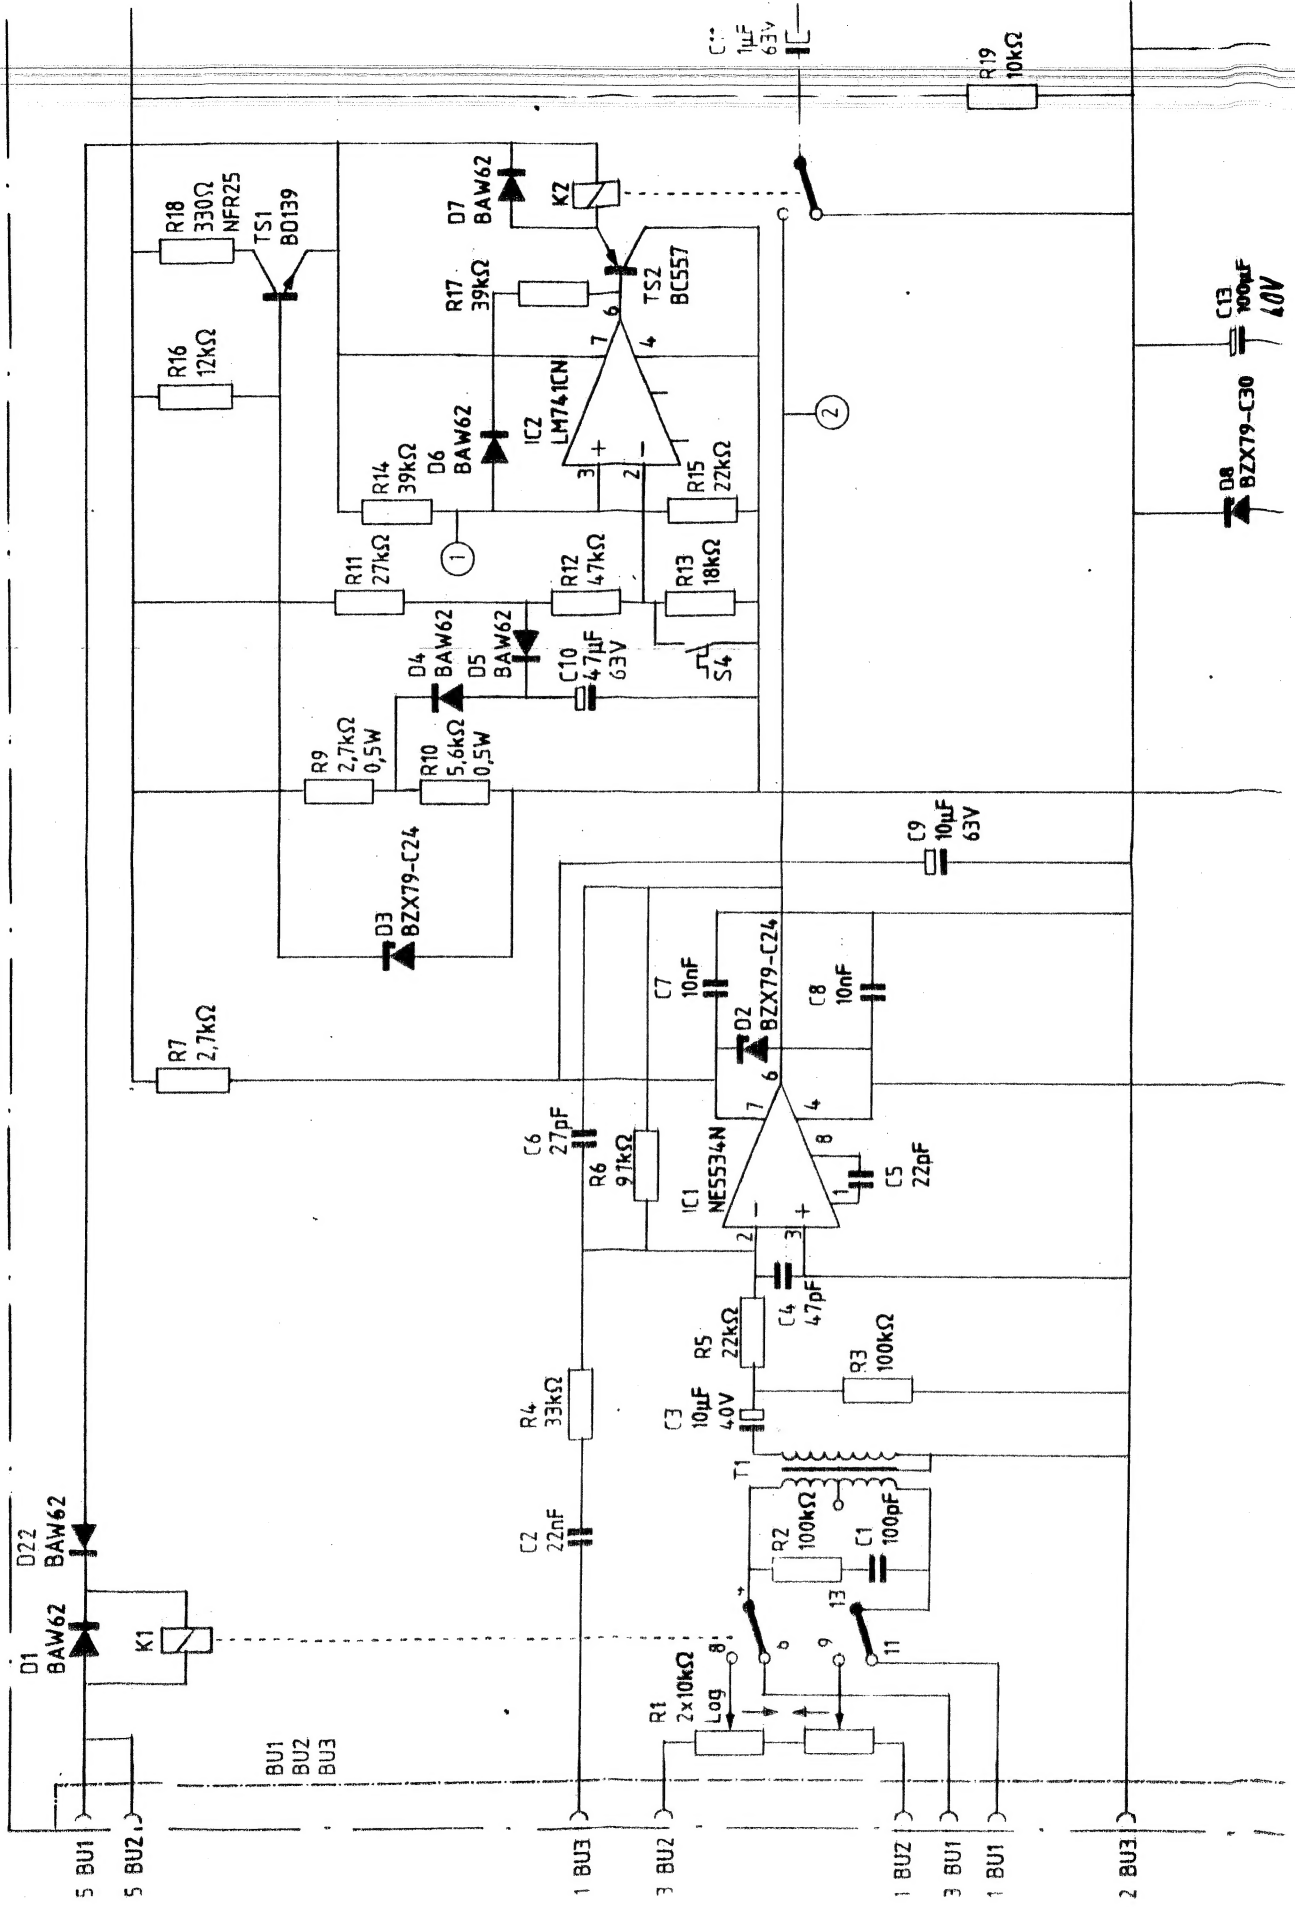 D1
BAW62
D22
BAW62
K1
5 BU1
5 BU2
BU1
BU2
BU3
R7
2,7kΩ
R16
12kΩ
R18
330Ω
NFR25
TS1
BD139
D3
BZX79-C24
R9
2,7kΩ
0,5W
R10
5,6kΩ
0,5W
D4
BAW62
D5
BAW62
C10
47µF
63V
R11
27kΩ
R12
47kΩ
R13
18kΩ
S4
R14
39kΩ
1
D6
BAW62
R15
22kΩ
IC2
LM741CN
3
+
2
−
7
4
6
R17
39kΩ
D7
BAW62
K2
TS2
BC557
1µF
63V
R19
10kΩ
1 BU3
C2
22nF
R4
33kΩ
C6
27pF
R6
91kΩ
IC1
NE5534N
2
−
3
+
7
6
4
8
1
C5
22pF
C7
10nF
D2
BZX79-C24
C8
10nF
C9
10µF
63V
2
3 BU2
R1
2x10kΩ
Log
8
9
4
13
11
R2
100kΩ
C1
100pF
T1
C3
10µF
40V
R5
22kΩ
C4
47pF
R3
100kΩ
1 BU2
3 BU1
1 BU1
2 BU3
D8
BZX79-C30
C13
100µF
40V